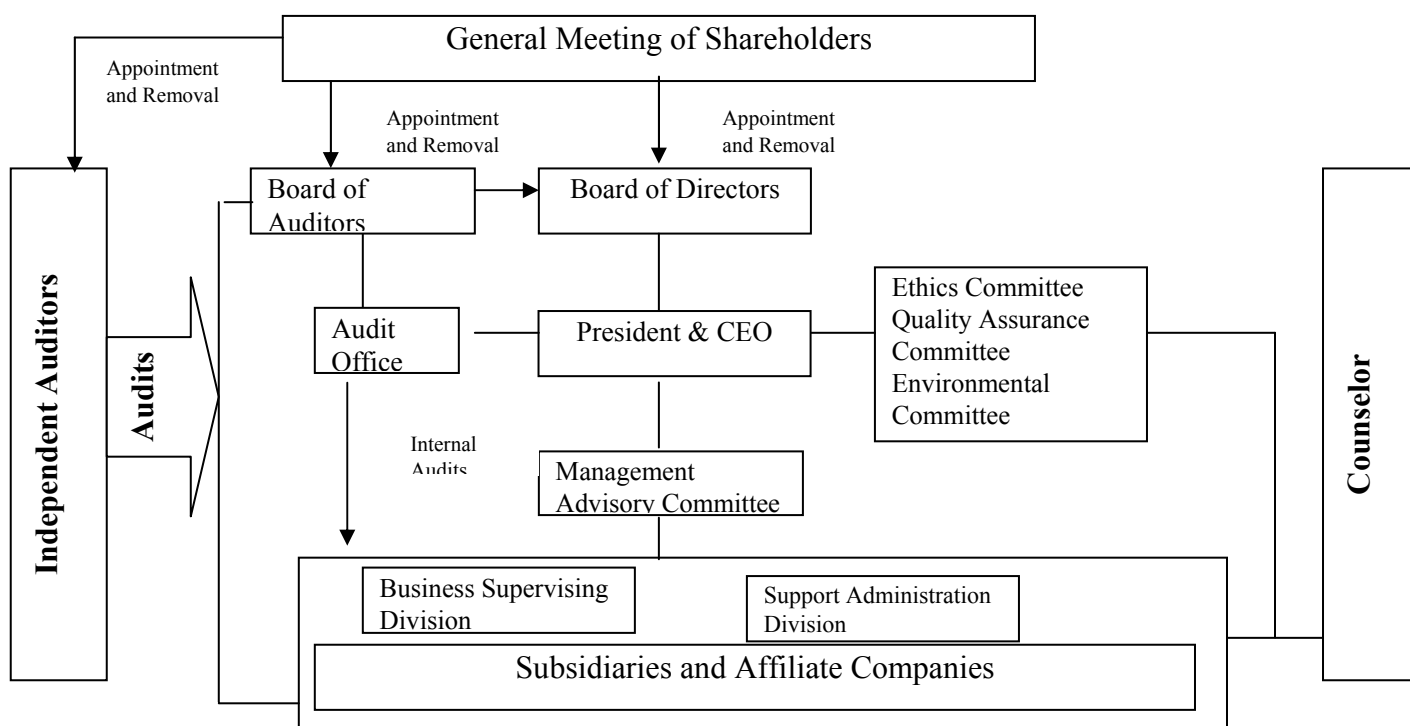 General Meeting of Shareholders
Appointment
and Removal
Appointment
and Removal
Appointment
and Removal
Board of
Auditors
Board of Directors
Independent Auditors
Audits
Audit
Office
President & CEO
Ethics Committee
Quality Assurance
Committee
Environmental
Committee
Counselor
Internal
Audits
Management
Advisory Committee
Business Supervising
Division
Support Administration
Division
Subsidiaries and Affiliate Companies